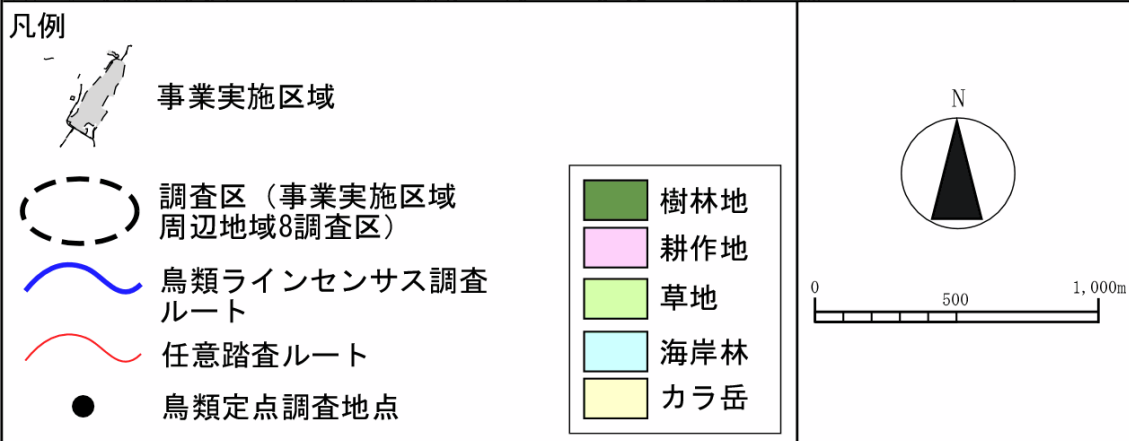 凡例
事業実施区域
調査区（事業実施区域
周辺地域8調査区）
鳥類ラインセンサス調査
ルート
任意踏査ルート
鳥類定点調査地点
樹林地
耕作地
草地
海岸林
カラ岳
N
0
500
1,000m